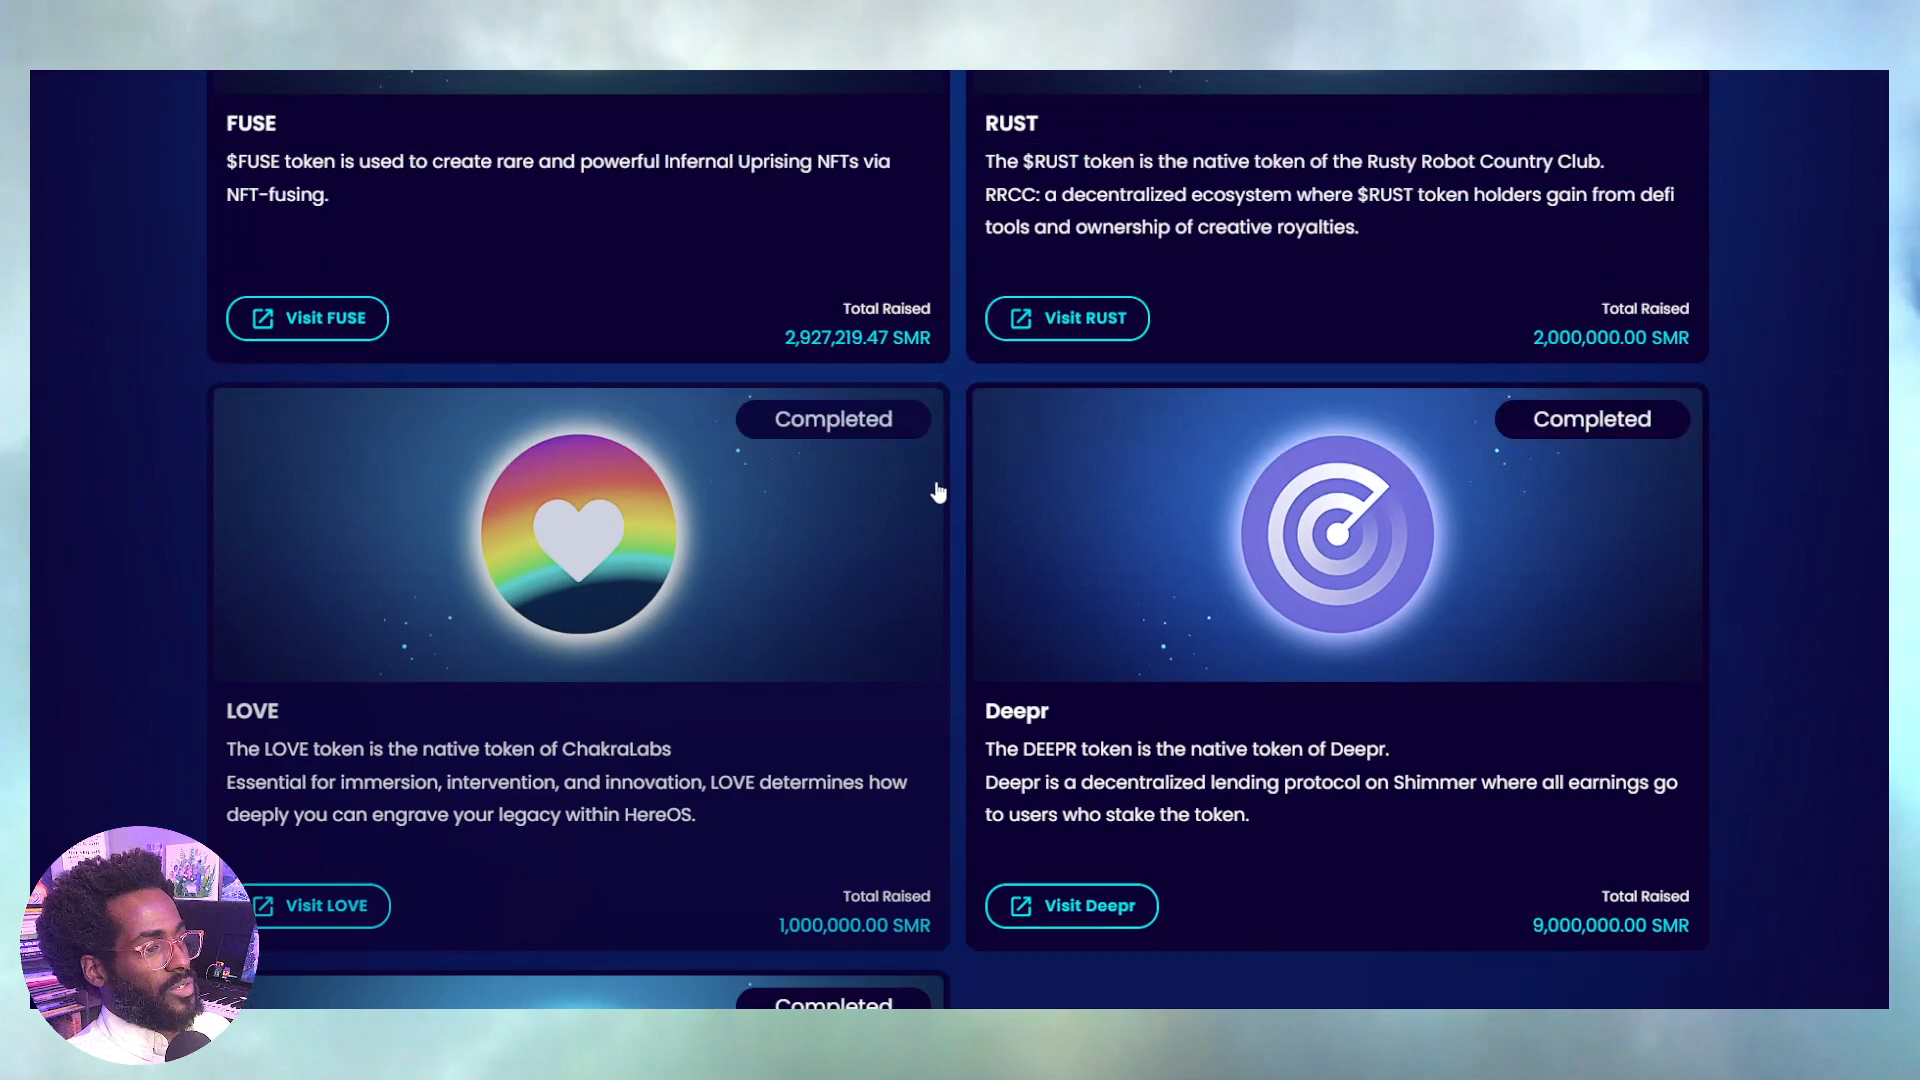 FUSE
$FUSE token is used to create rare and powerful Infernal Uprising NFTs via
NFT-fusing.
Visit FUSE
Total Raised
2,927,219.47 SMR
RUST
The $RUST token is the native token of the Rusty Robot Country Club.
RRCC: a decentralized ecosystem where $RUST token holders gain from defi
tools and ownership of creative royalties.
Visit RUST
Total Raised
2,000,000.00 SMR
Completed
LOVE
The LOVE token is the native token of ChakraLabs
Essential for immersion, intervention, and innovation, LOVE determines how
deeply you can engrave your legacy within HereOS.
Visit LOVE
Total Raised
1,000,000.00 SMR
Completed
Deepr
The DEEPR token is the native token of Deepr.
Deepr is a decentralized lending protocol on Shimmer where all earnings go
to users who stake the token.
Visit Deepr
Total Raised
9,000,000.00 SMR
Completed